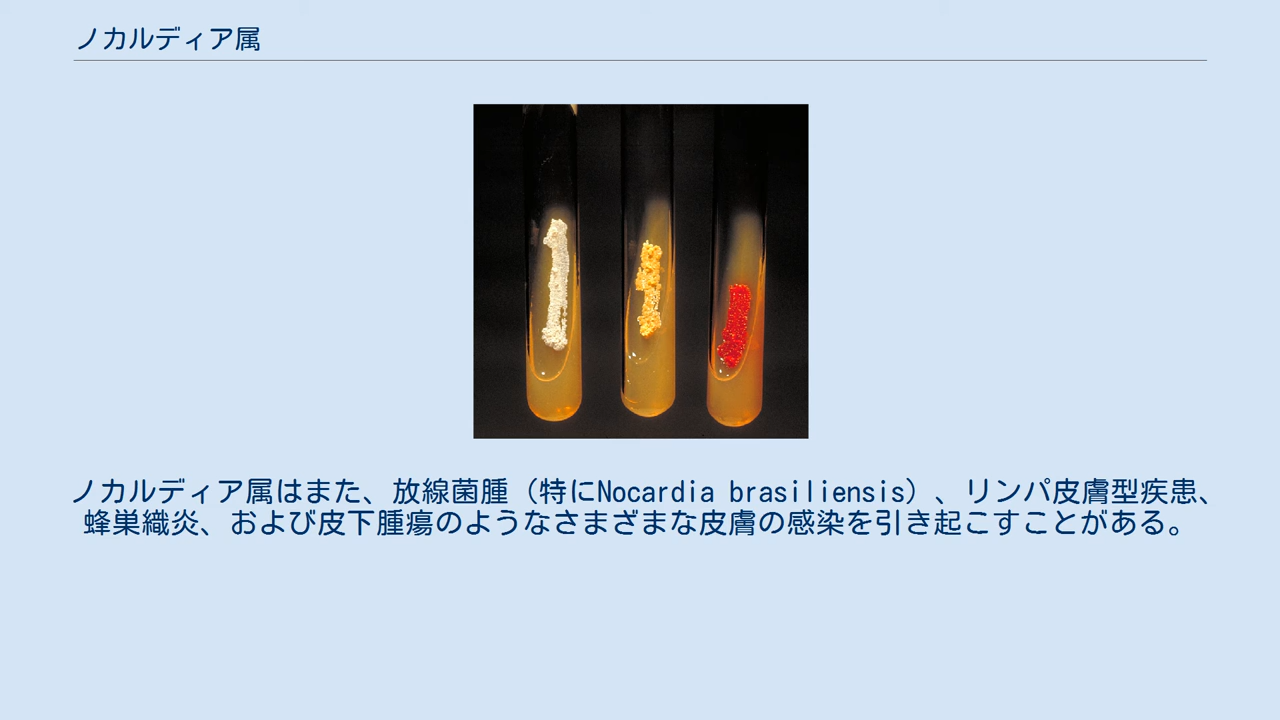 ノカルディア属
ノカルディア属はまた、放線菌腫（特にNocardia brasiliensis）、リンパ皮膚型疾患、
蜂巣織炎、および皮下腫瘍のようなさまざまな皮膚の感染を引き起こすことがある。